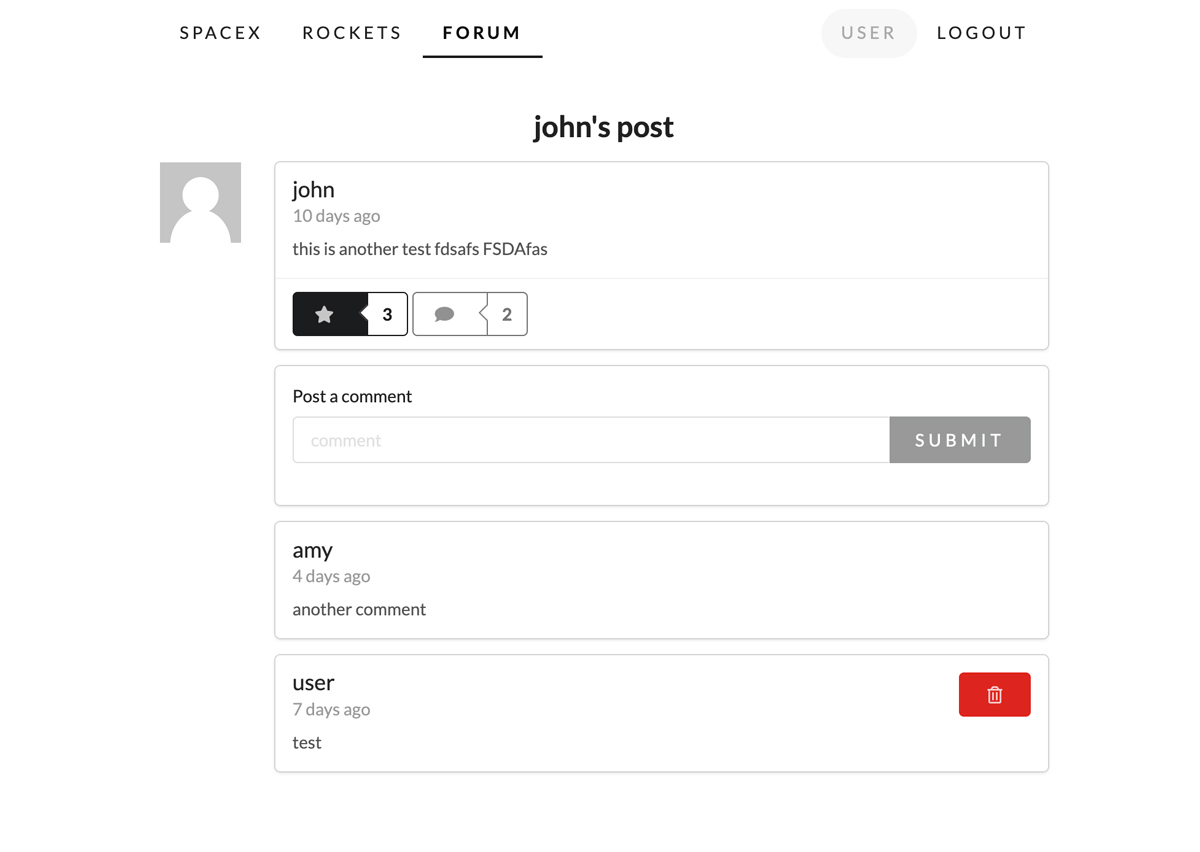 SPACEX ROCKETS FORUM USER LOGOUT
john's post
john
10 days ago
this is another test fdsafs FSDAfas
3 2
Post a comment
comment SUBMIT
amy
4 days ago
another comment
user
7 days ago
test